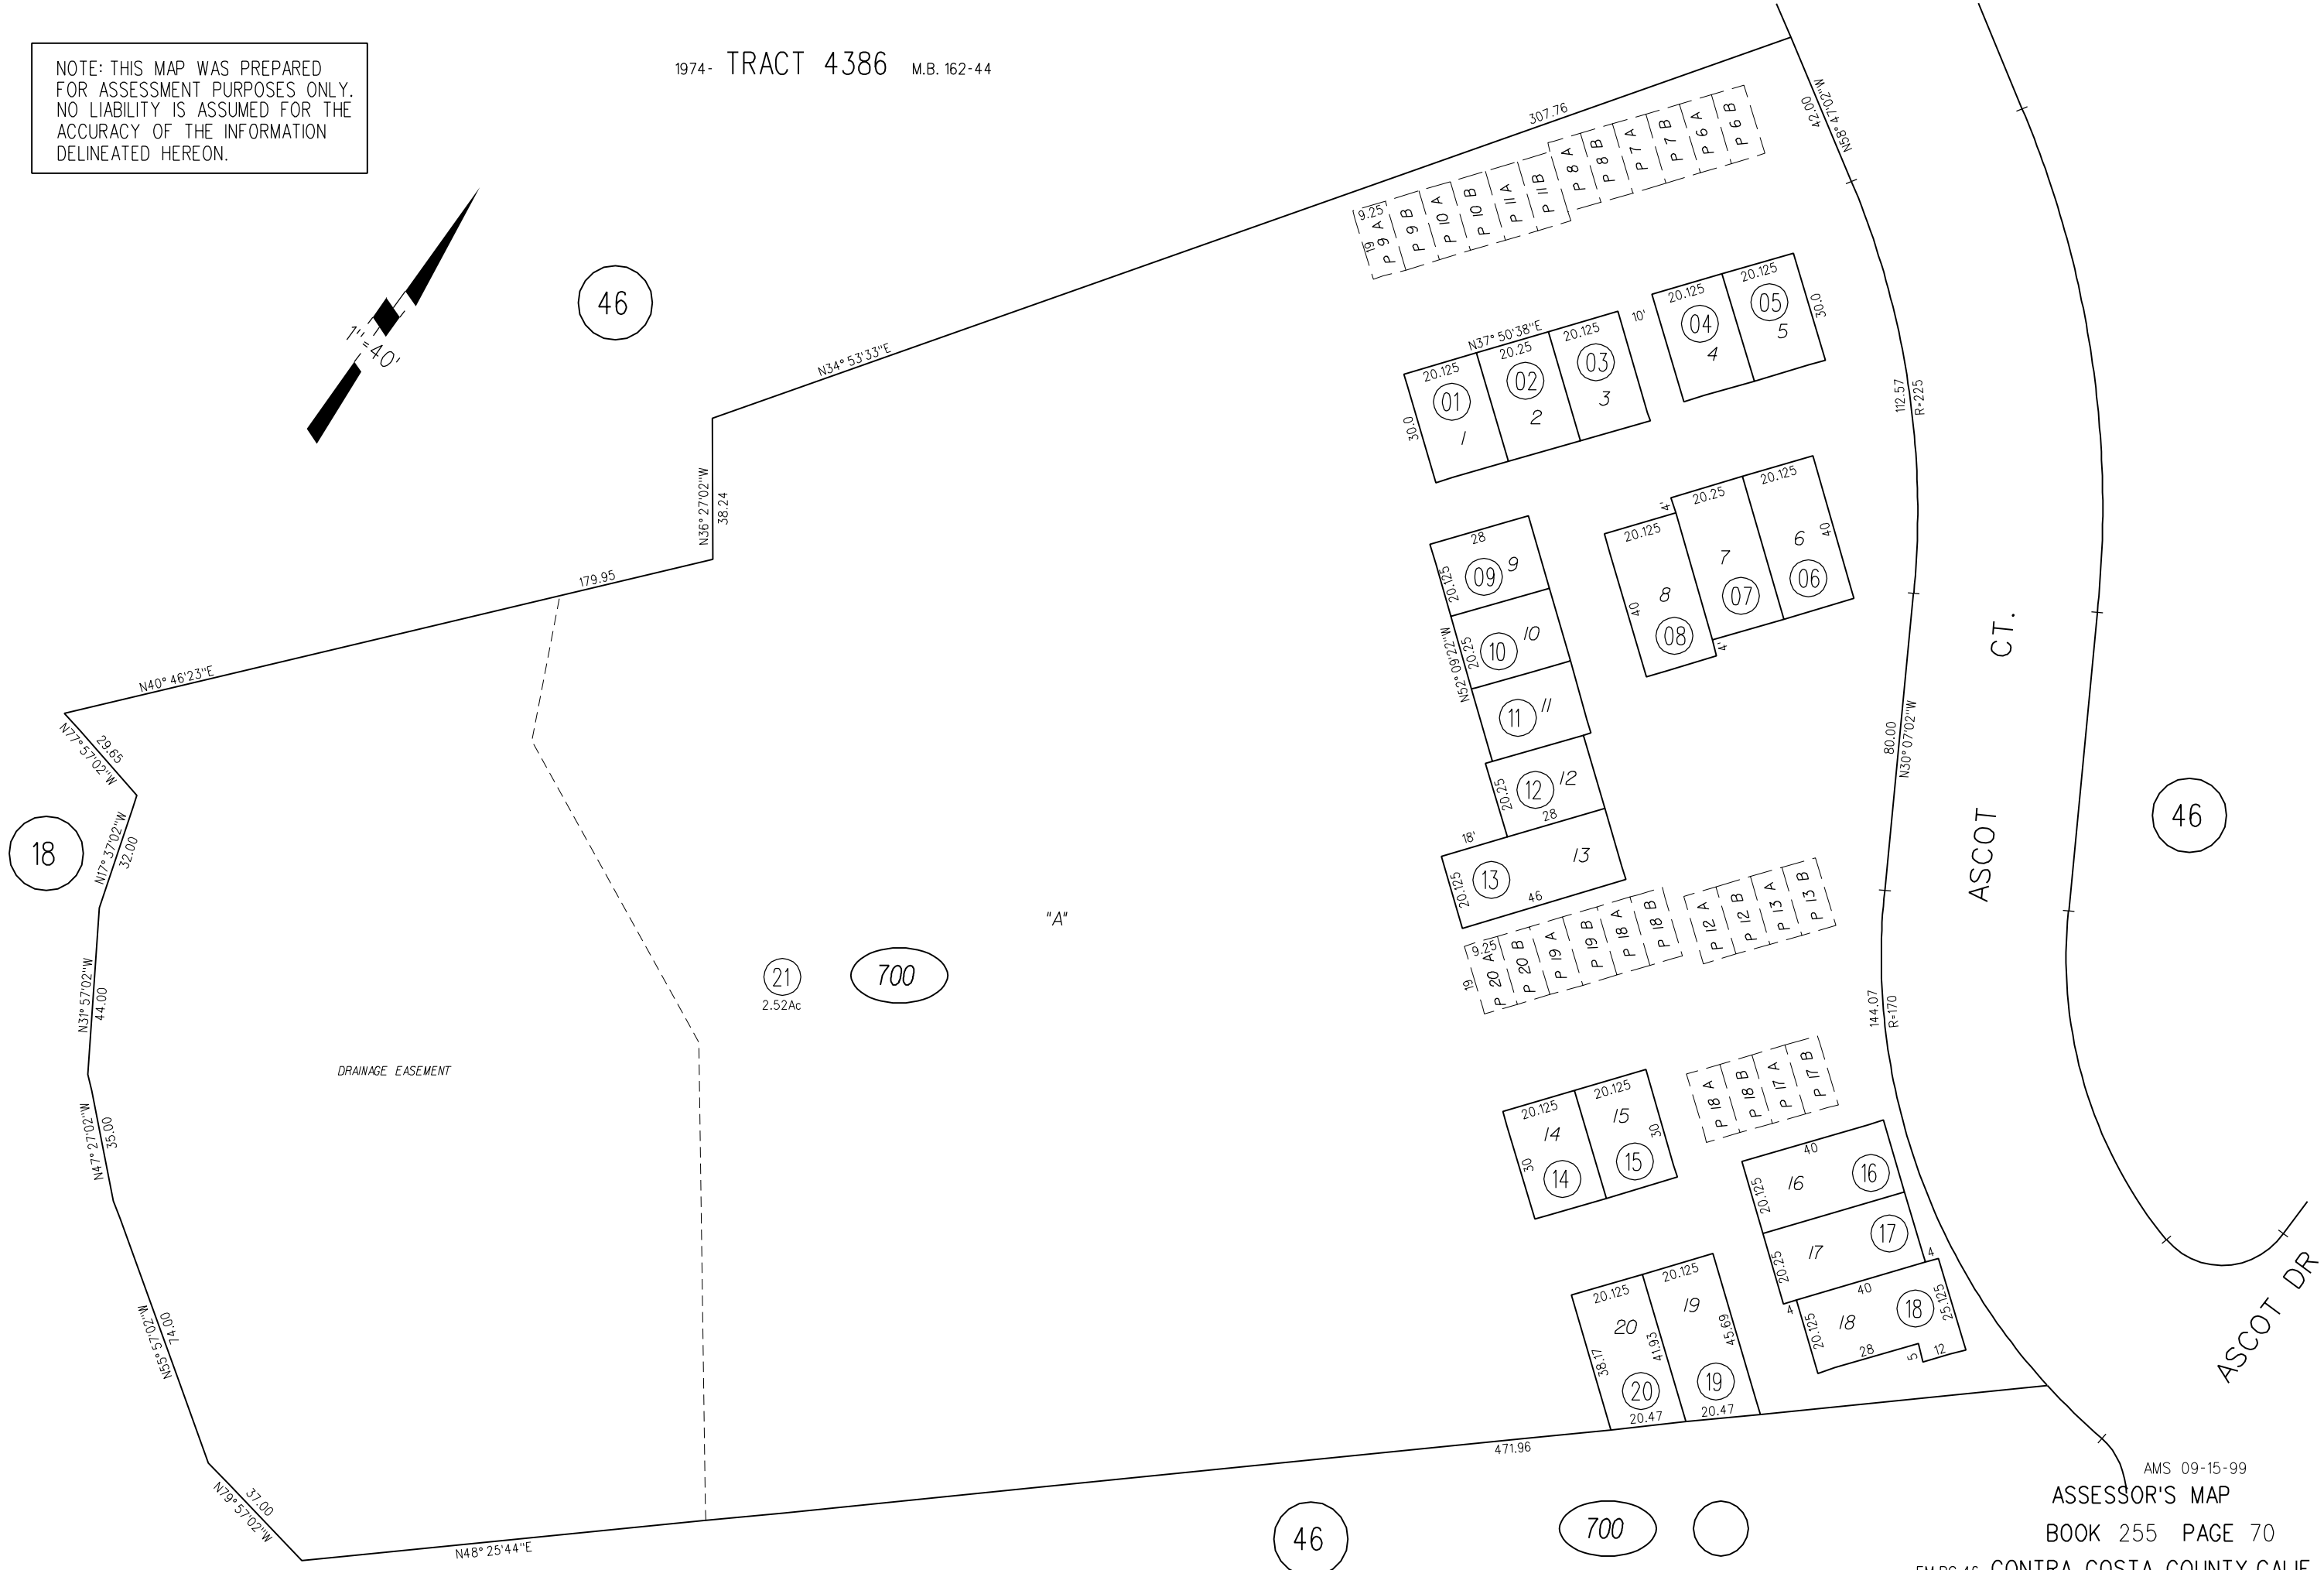 NOTE: THIS MAP WAS PREPARED
FOR ASSESSMENT PURPOSES ONLY.
NO LIABILITY IS ASSUMED FOR THE
ACCURACY OF THE INFORMATION
DELINEATED HEREON.
1974- TRACT 4386 M.B. 162-44
1"=40'
46
307.76
N34°53'33"E
42.00
N58°47'02"W
9.25
19
P 9 A
P 9 B
P 10 A
P 10 B
P 11 A
P 11 B
P 8 A
P 8 B
P 7 A
P 7 B
P 6 A
P 6 B
N37°50'38"E
20.125
20.25
20.125
10'
20.125
20.125
30.0
30.0
01
1
02
2
03
3
04
4
05
5
112.57
R=225
N36°27'02"W
38.24
179.95
N40°46'23"E
4'
20.125
20.25
20.125
40
40
4'
8
08
7
07
6
06
28
20.125
09
9
N52°09'22"W
20.25
10
10
11
11
20.25
12
12
28
18'
13
13
20.125
46
80.00
N30°07'02"W
ASCOT CT.
46
29.65
N77°57'02"W
18
N17°37'02"W
32.00
N31°57'02"W
44.00
N47°27'02"W
35.00
N55°57'02"W
74.00
37.00
N79°57'02"W
DRAINAGE EASEMENT
"A"
21
2.52Ac
700
9.25
19
P 20 A
P 20 B
P 19 A
P 19 B
P 18 A
P 18 B
P 12 A
P 12 B
P 13 A
P 13 B
144.07
R=170
P 18 A
P 18 B
P 17 A
P 17 B
20.125
20.125
14
15
30
30
14
15
40
20.125
16
16
20.25
17
17
4
4
40
20.125
18
18
25.125
28
5
12
20.125
20.125
20
19
38.17
41.93
45.69
20
19
20.47
20.47
471.96
N48°25'44"E
ASCOT DR
46
700
AMS 09-15-99
ASSESSOR'S MAP
BOOK 255 PAGE 70
CONTRA COSTA COUNTY, CALIF